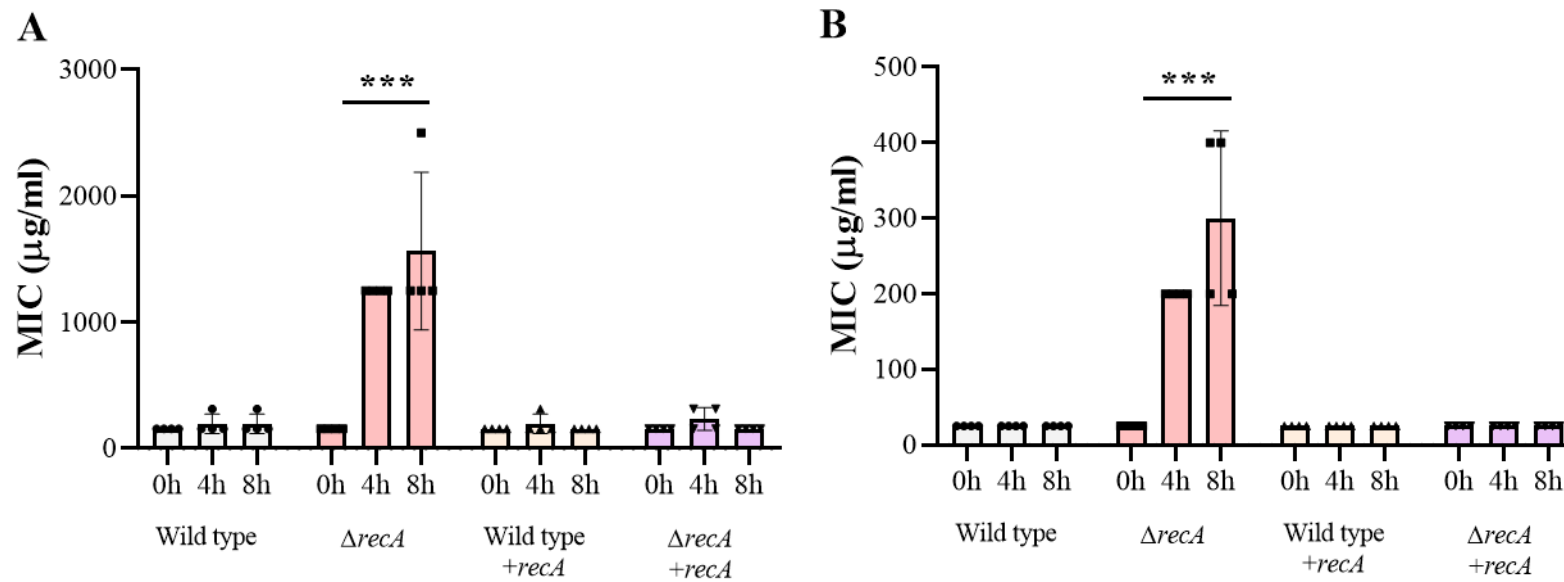 A
3000
2000
1000
0
MIC (μg/ml)
***
0h 4h 8h 0h 4h 8h 0h 4h 8h 0h 4h 8h
Wild type ΔrecA Wild type ΔrecA
+recA +recA
B
500
400
300
200
100
0
MIC (μg/ml)
***
0h 4h 8h 0h 4h 8h 0h 4h 8h 0h 4h 8h
Wild type ΔrecA Wild type ΔrecA
+recA +recA